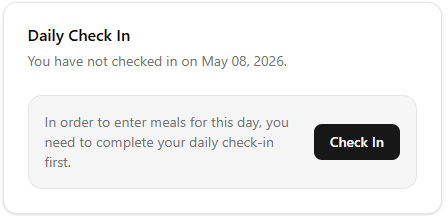 Daily Check In
You have not checked in on May 08, 2026.
In order to enter meals for this day, you
need to complete your daily check-in
first.
Check In